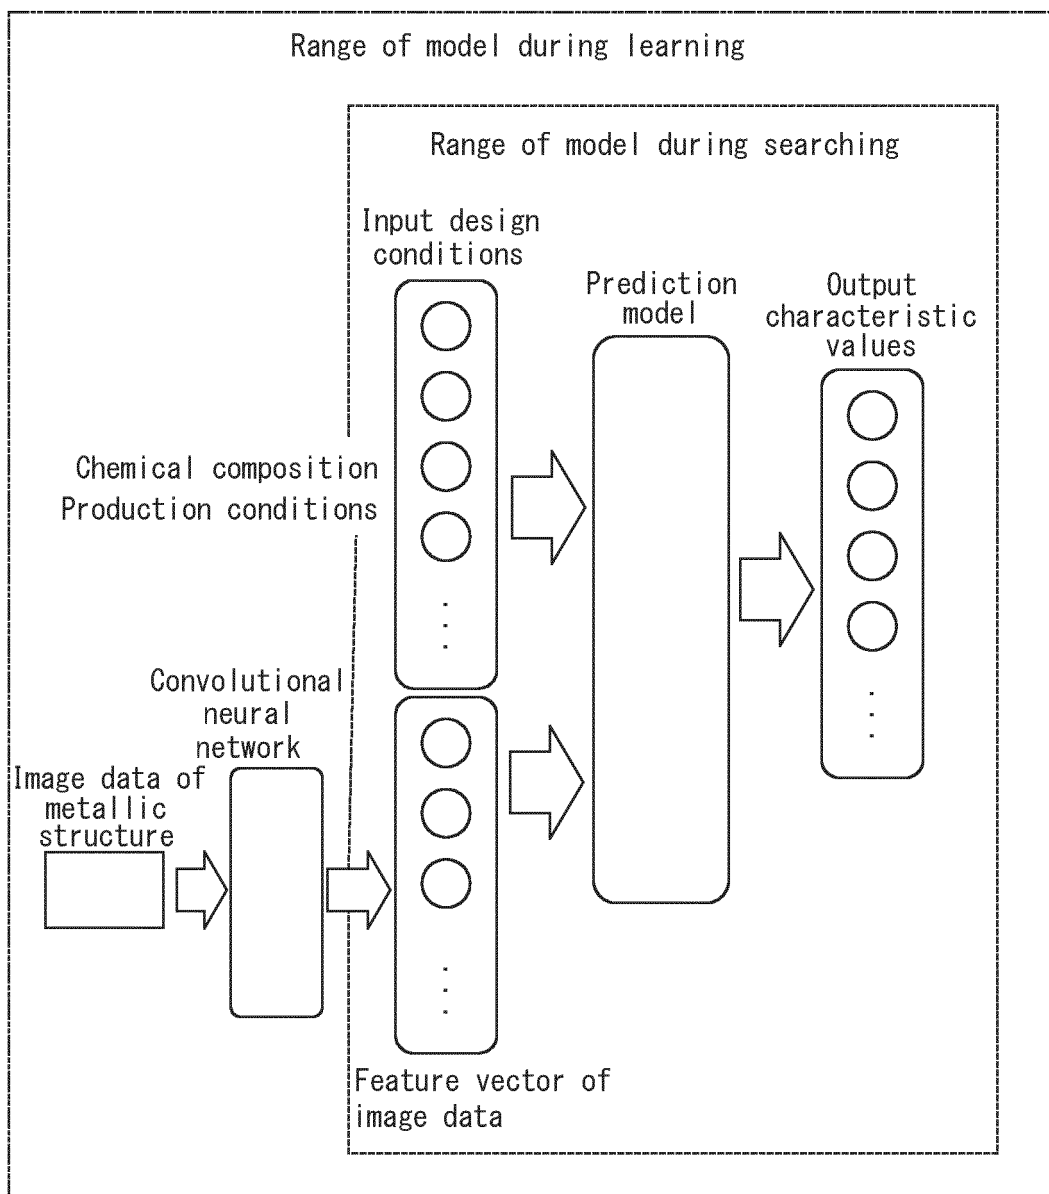 Range of model during learning
Range of model during searching
Input design
conditions
Prediction
model
Output
characteristic
values
Chemical composition
Production conditions
Convolutional
neural
network
Image data of
metallic
structure
Feature vector of
image data